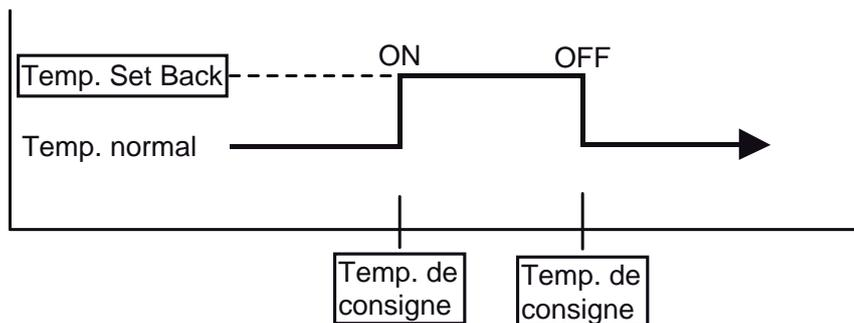 ON OFF
Temp. Set Back
Temp. normal
Temp. de
consigne
Temp. de
consigne